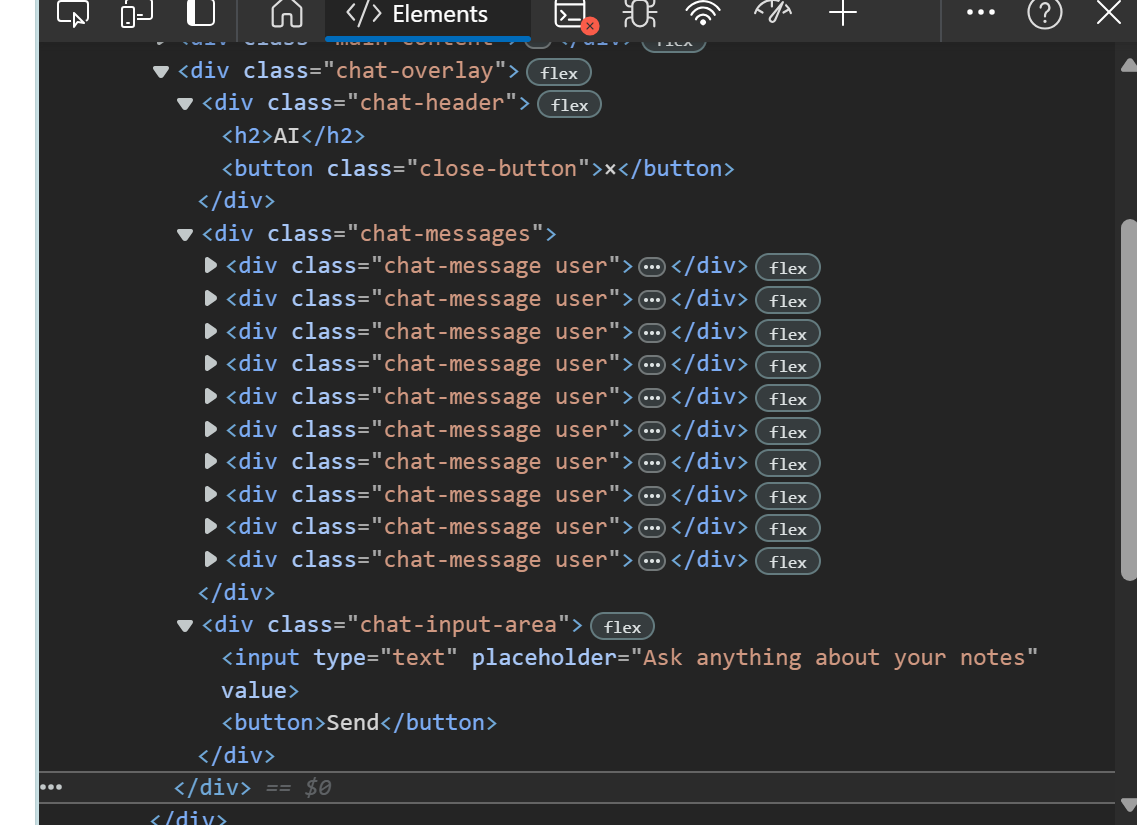 Elements
<div class="main-content">…</div> flex
<div class="chat-overlay"> flex
<div class="chat-header"> flex
<h2>AI</h2>
<button class="close-button">×</button>
</div>
<div class="chat-messages">
<div class="chat-message user">…</div> flex
<div class="chat-message user">…</div> flex
<div class="chat-message user">…</div> flex
<div class="chat-message user">…</div> flex
<div class="chat-message user">…</div> flex
<div class="chat-message user">…</div> flex
<div class="chat-message user">…</div> flex
<div class="chat-message user">…</div> flex
<div class="chat-message user">…</div> flex
<div class="chat-message user">…</div> flex
</div>
<div class="chat-input-area"> flex
<input type="text" placeholder="Ask anything about your notes"
value>
<button>Send</button>
</div>
</div> == $0
</div>